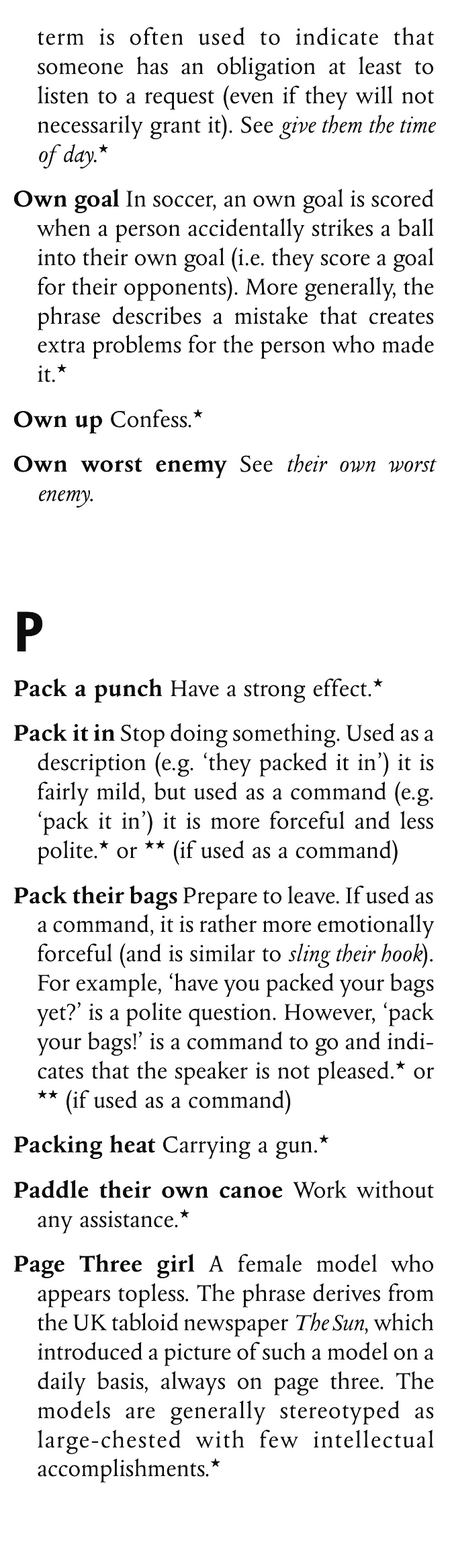 term is often used to indicate that
someone has an obligation at least to
listen to a request (even if they will not
necessarily grant it). See give them the time
of day.★
Own goal In soccer, an own goal is scored
when a person accidentally strikes a ball
into their own goal (i.e. they score a goal
for their opponents). More generally, the
phrase describes a mistake that creates
extra problems for the person who made
it.★
Own up Confess.★
Own worst enemy See their own worst
enemy.
P
Pack a punch Have a strong effect.★
Pack it in Stop doing something. Used as a
description (e.g. ‘they packed it in’) it is
fairly mild, but used as a command (e.g.
‘pack it in’) it is more forceful and less
polite.★ or ★★ (if used as a command)
Pack their bags Prepare to leave. If used as
a command, it is rather more emotionally
forceful (and is similar to sling their hook).
For example, ‘have you packed your bags
yet?’ is a polite question. However, ‘pack
your bags!’ is a command to go and indi-
cates that the speaker is not pleased.★ or
★★ (if used as a command)
Packing heat Carrying a gun.★
Paddle their own canoe Work without
any assistance.★
Page Three girl A female model who
appears topless. The phrase derives from
the UK tabloid newspaper The Sun, which
introduced a picture of such a model on a
daily basis, always on page three. The
models are generally stereotyped as
large-chested with few intellectual
accomplishments.★